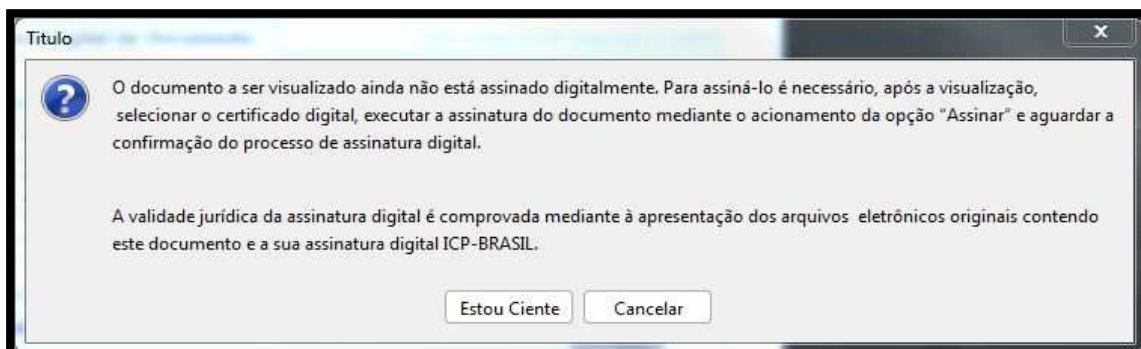 Titulo
x
O documento a ser visualizado ainda não está assinado digitalmente. Para assiná-lo é necessário, após a visualização,
selecionar o certificado digital, executar a assinatura do documento mediante o acionamento da opção "Assinar" e aguardar a
confirmação do processo de assinatura digital.
A validade jurídica da assinatura digital é comprovada mediante à apresentação dos arquivos eletrônicos originais contendo
este documento e a sua assinatura digital ICP-BRASIL.
Estou Ciente Cancelar